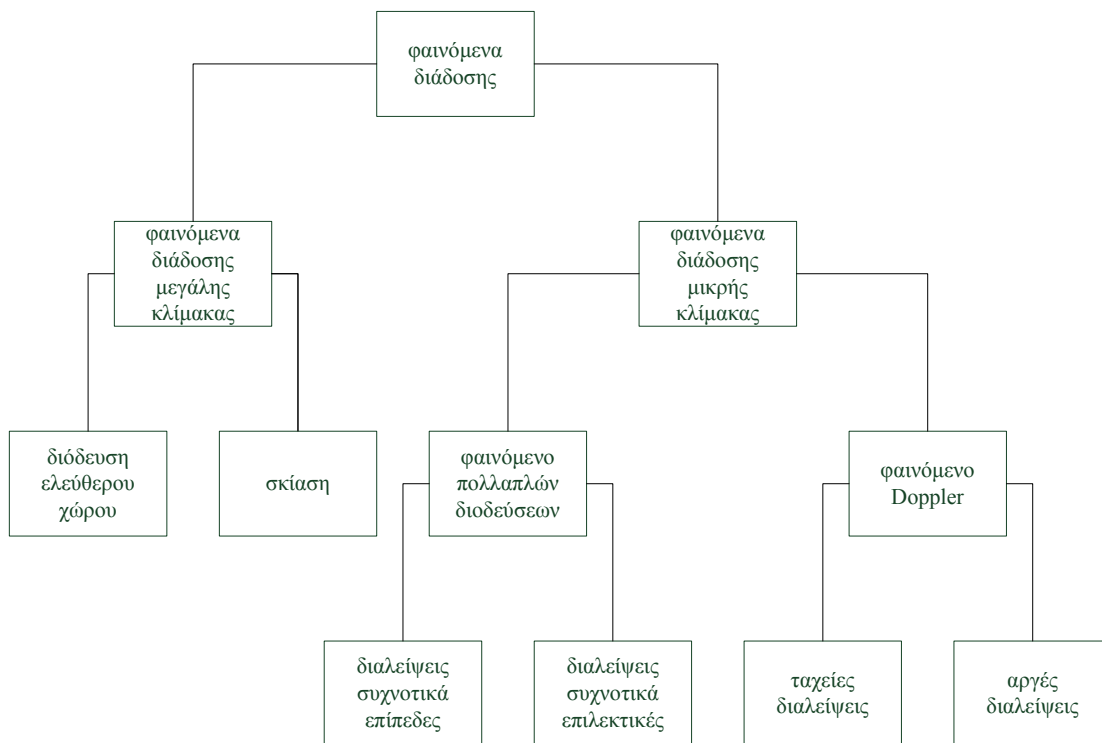 φαινόμενα
διάδοσης
φαινόμενα
διάδοσης
μεγάλης
κλίμακας
φαινόμενα
διάδοσης
μικρής
κλίμακας
διόδευση
ελεύθερου
χώρου
σκίαση
φαινόμενο
πολλαπλών
διοδεύσεων
φαινόμενο
Doppler
διαλείψεις
συχνοτικά
επίπεδες
διαλείψεις
συχνοτικά
επιλεκτικές
ταχείες
διαλείψεις
αργές
διαλείψεις